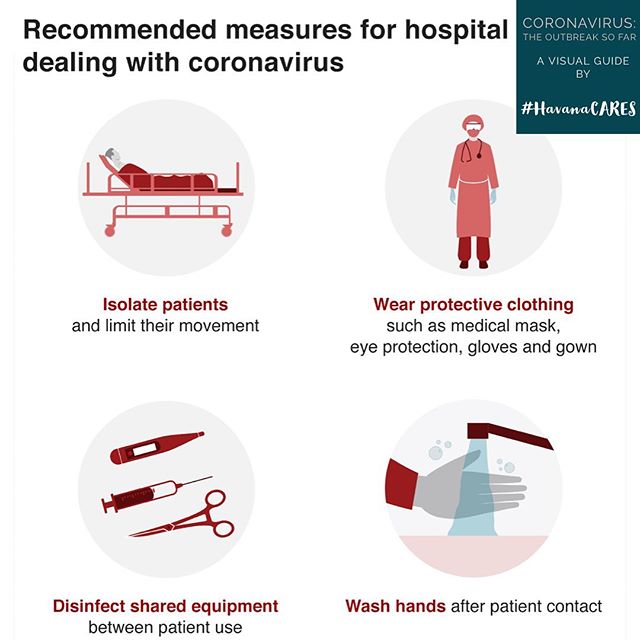 Recommended measures for hospital
dealing with coronavirus
CORONAVIRUS:
THE OUTBREAK SO FAR
A VISUAL GUIDE
BY
#HavanaCARES
Isolate patients
and limit their movement
Wear protective clothing
such as medical mask,
eye protection, gloves and gown
Disinfect shared equipment
between patient use
Wash hands after patient contact